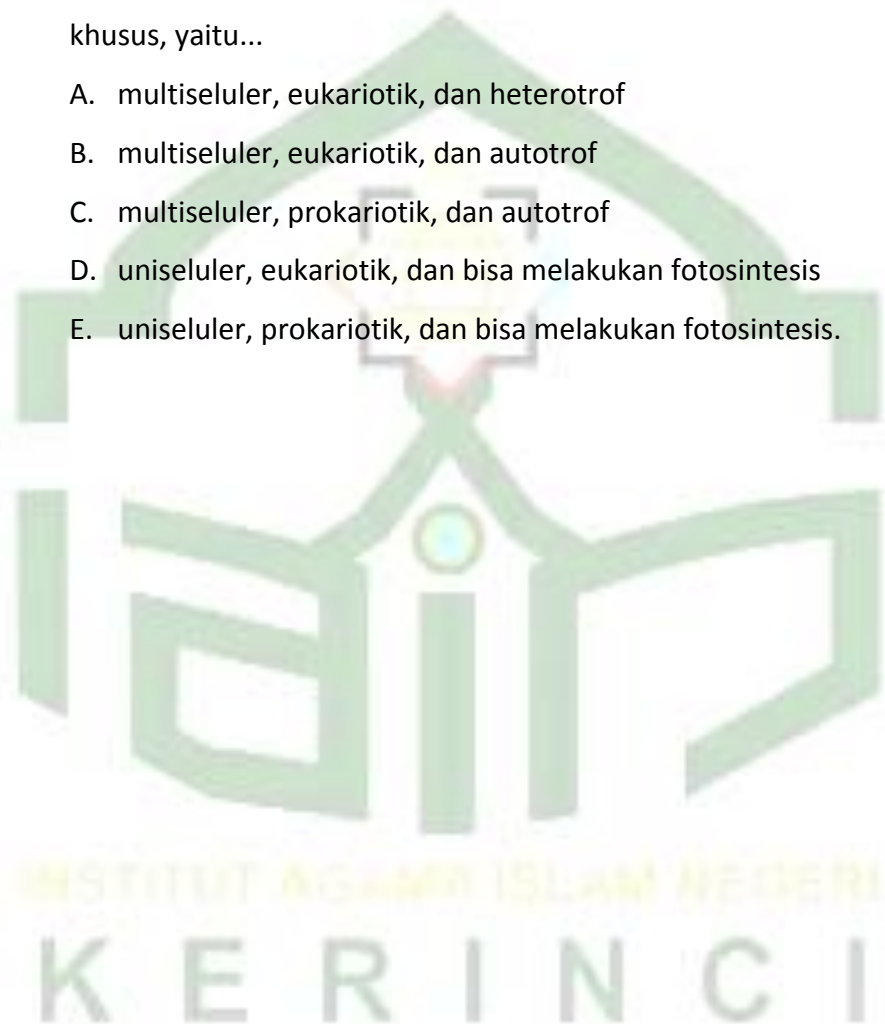 khusus, yaitu...
A. multiseluler, eukariotik, dan heterotrof
B. multiseluler, eukariotik, dan autotrof
C. multiseluler, prokariotik, dan autotrof
D. uniseluler, eukariotik, dan bisa melakukan fotosintesis
E. uniseluler, prokariotik, dan bisa melakukan fotosintesis.
INSTITUT AGAMA ISLAM NEGERI
KERINCI